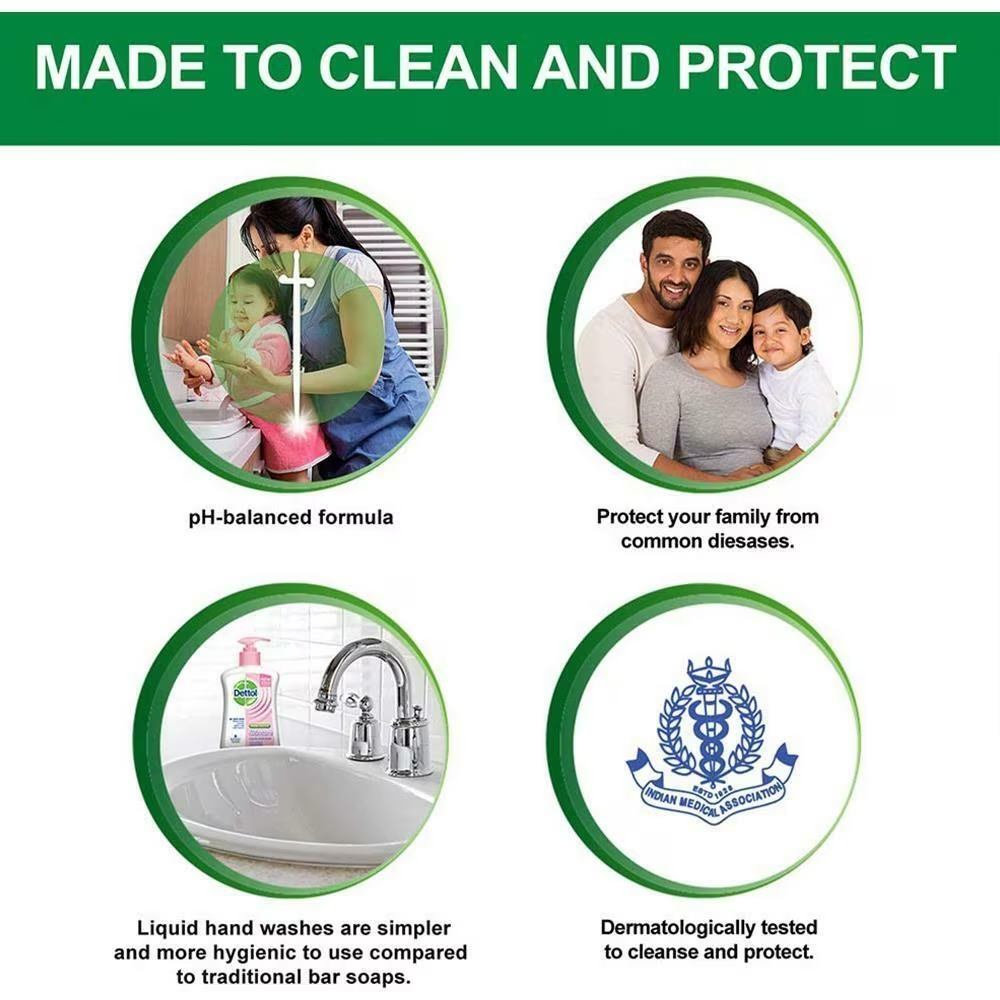 MADE TO CLEAN AND PROTECT
pH-balanced formula
Protect your family from
common diesases.
Dettol
ESTD 1928
INDIAN MEDICAL ASSOCIATION
Liquid hand washes are simpler
and more hygienic to use compared
to traditional bar soaps.
Dermatologically tested
to cleanse and protect.